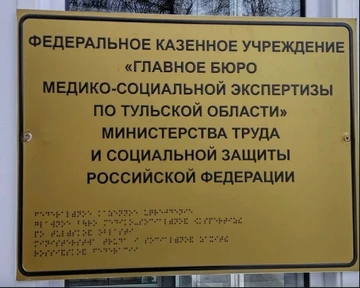 ФЕДЕРАЛЬНОЕ КАЗЕННОЕ УЧРЕЖДЕНИЕ
«ГЛАВНОЕ БЮРО
МЕДИКО-СОЦИАЛЬНОЙ ЭКСПЕРТИЗЫ
ПО ТУЛЬСКОЙ ОБЛАСТИ»
МИНИСТЕРСТВА ТРУДА
И СОЦИАЛЬНОЙ ЗАЩИТЫ
РОССИЙСКОЙ ФЕДЕРАЦИИ